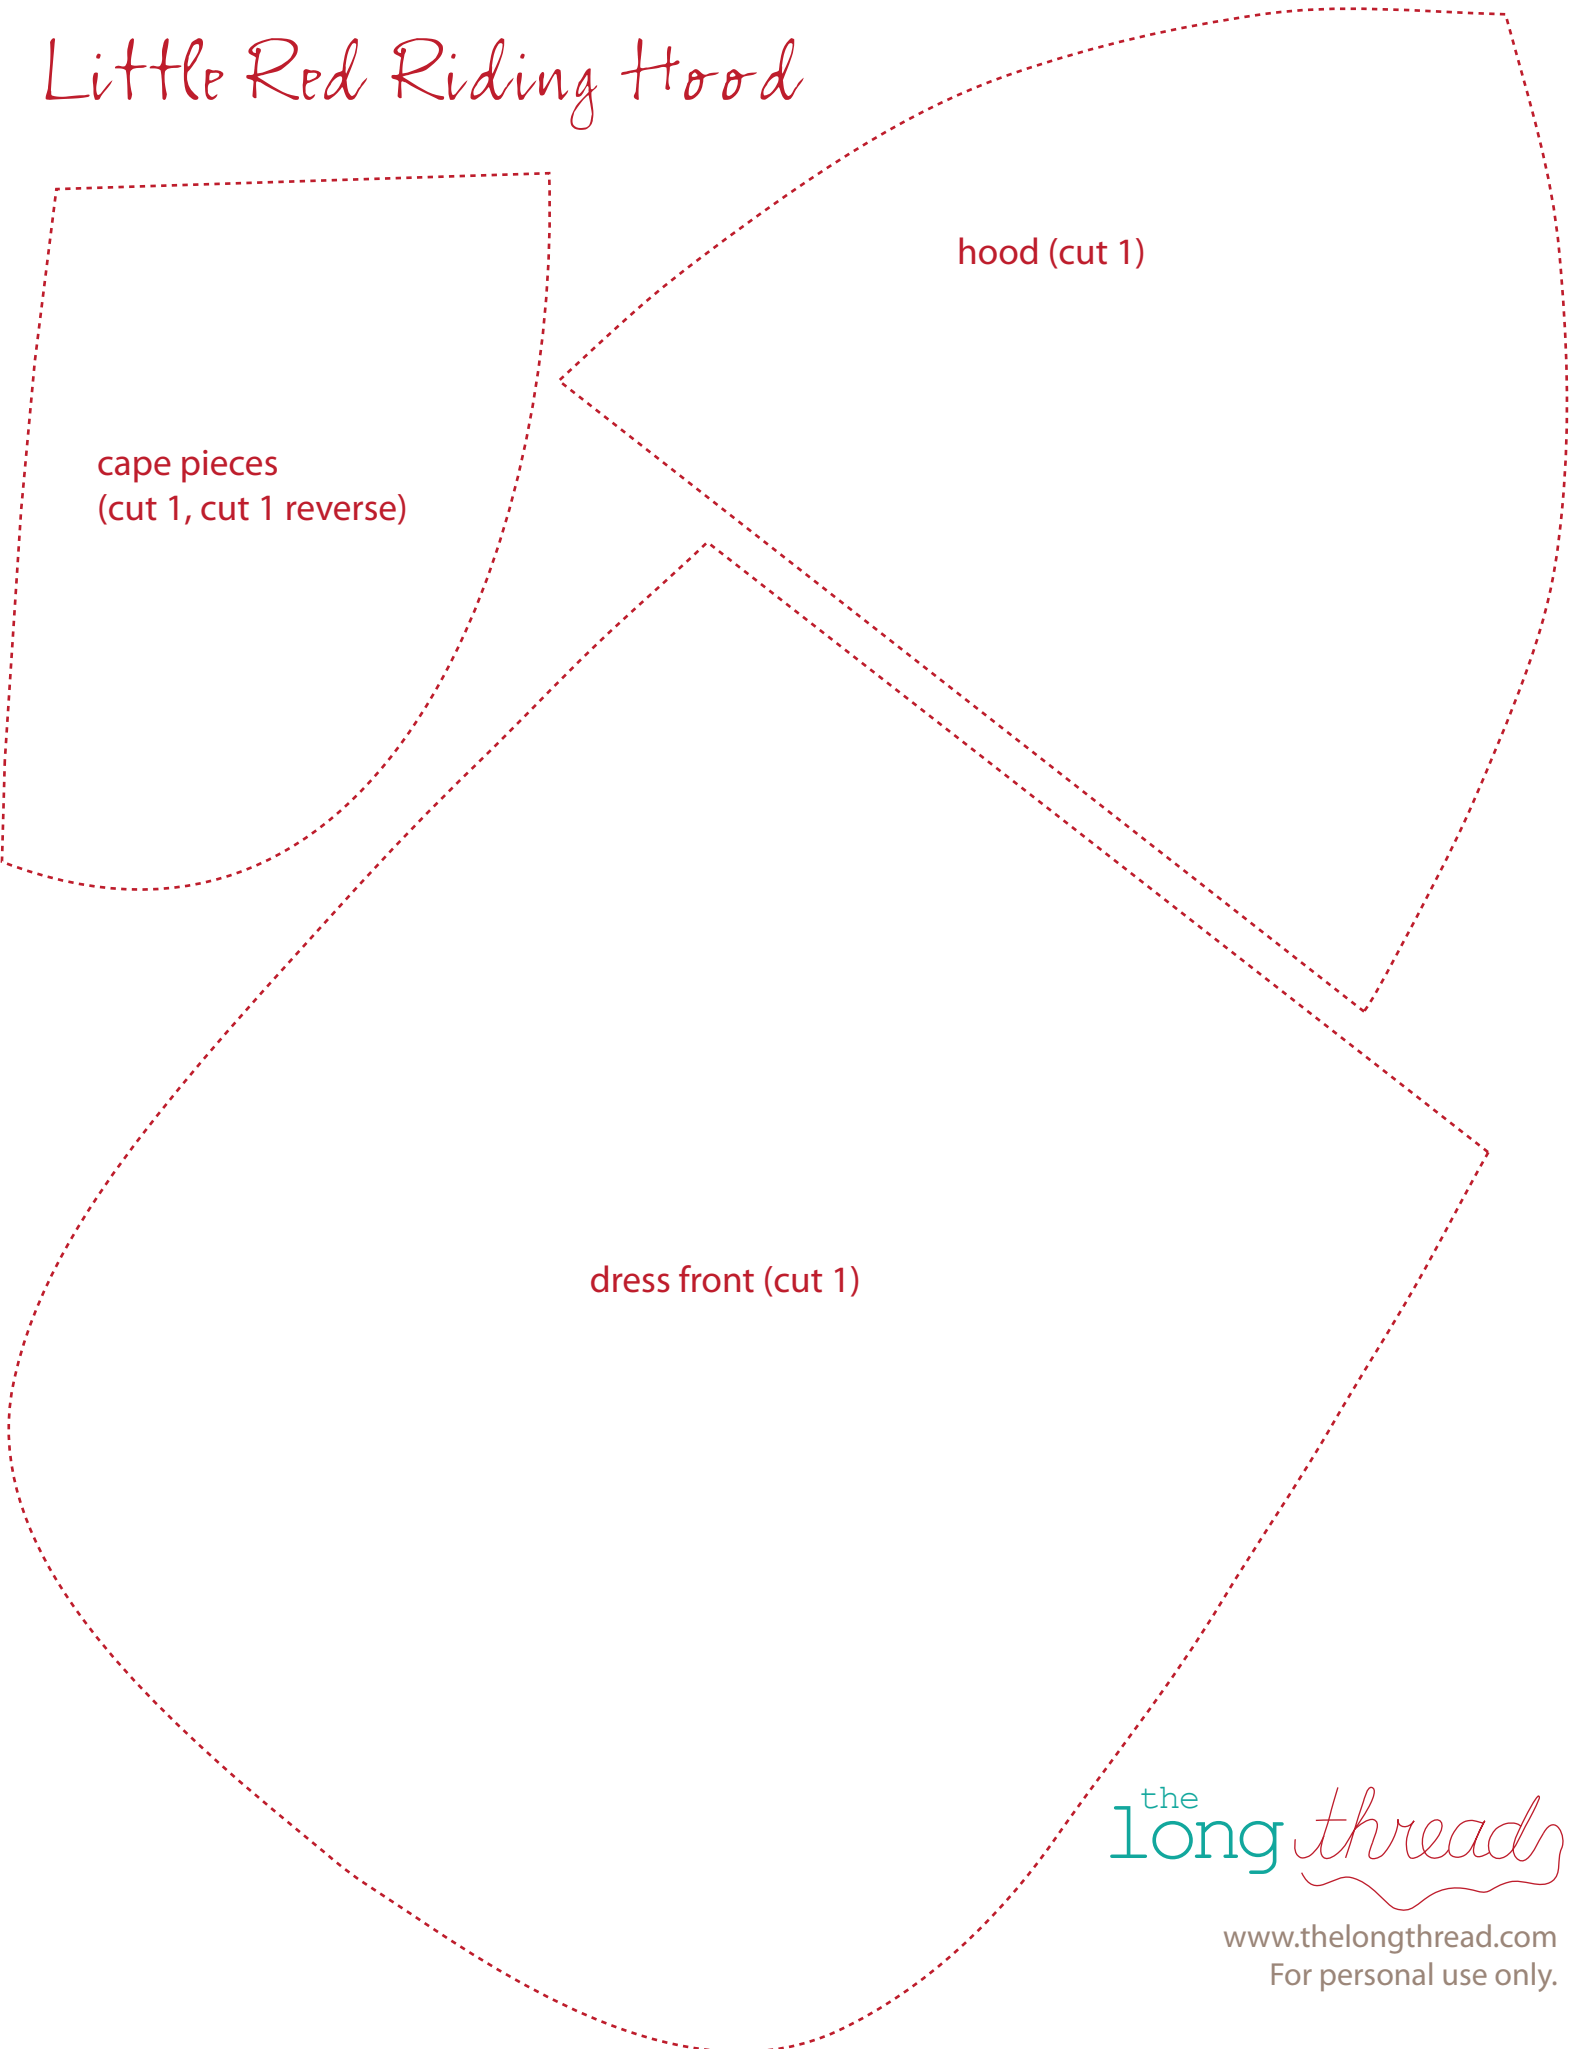 Little Red Riding Hood
hood (cut 1)
cape pieces
(cut 1, cut 1 reverse)
dress front (cut 1)
the
long thread
www.thelongthread.com
For personal use only.